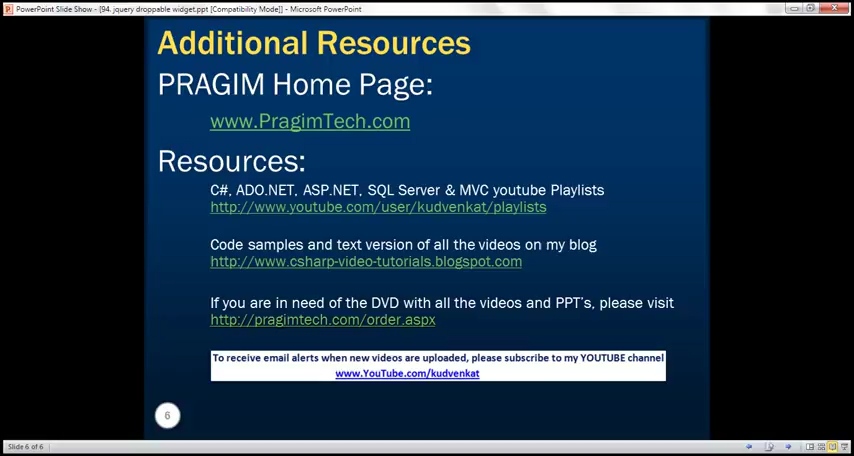 PowerPoint Slide Show - [94. jquery droppable widget.ppt [Compatibility Mode]] - Microsoft PowerPoint
Additional Resources
PRAGIM Home Page:
www.PragimTech.com
Resources:
C#, ADO.NET, ASP.NET, SQL Server & MVC youtube Playlists
http://www.youtube.com/user/kudvenkat/playlists
Code samples and text version of all the videos on my blog
http://www.csharp-video-tutorials.blogspot.com
If you are in need of the DVD with all the videos and PPT's, please visit
http://pragimtech.com/order.aspx
To receive email alerts when new videos are uploaded, please subscribe to my YOUTUBE channel
www.YouTube.com/kudvenkat
6
Slide 6 of 6